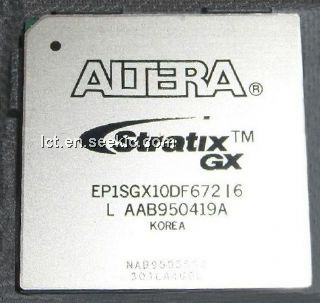 ALTERA®
lct.en.seekic.com
Stratix™
GX
EP1SGX10DF672I6
L AAB950419A
KOREA